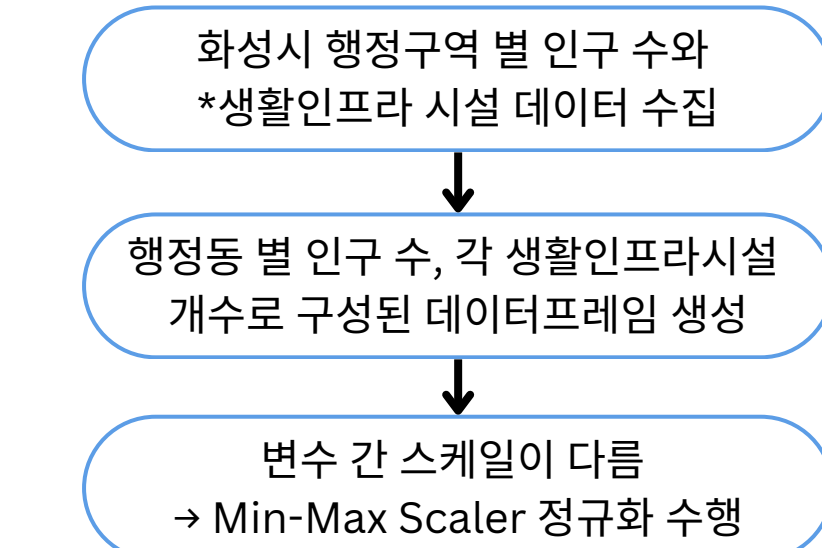 화성시 행정구역 별 인구 수와
*생활인프라 시설 데이터 수집
행정동 별 인구 수, 각 생활인프라시설
개수로 구성된 데이터프레임 생성
변수 간 스케일이 다름
→ Min-Max Scaler 정규화 수행